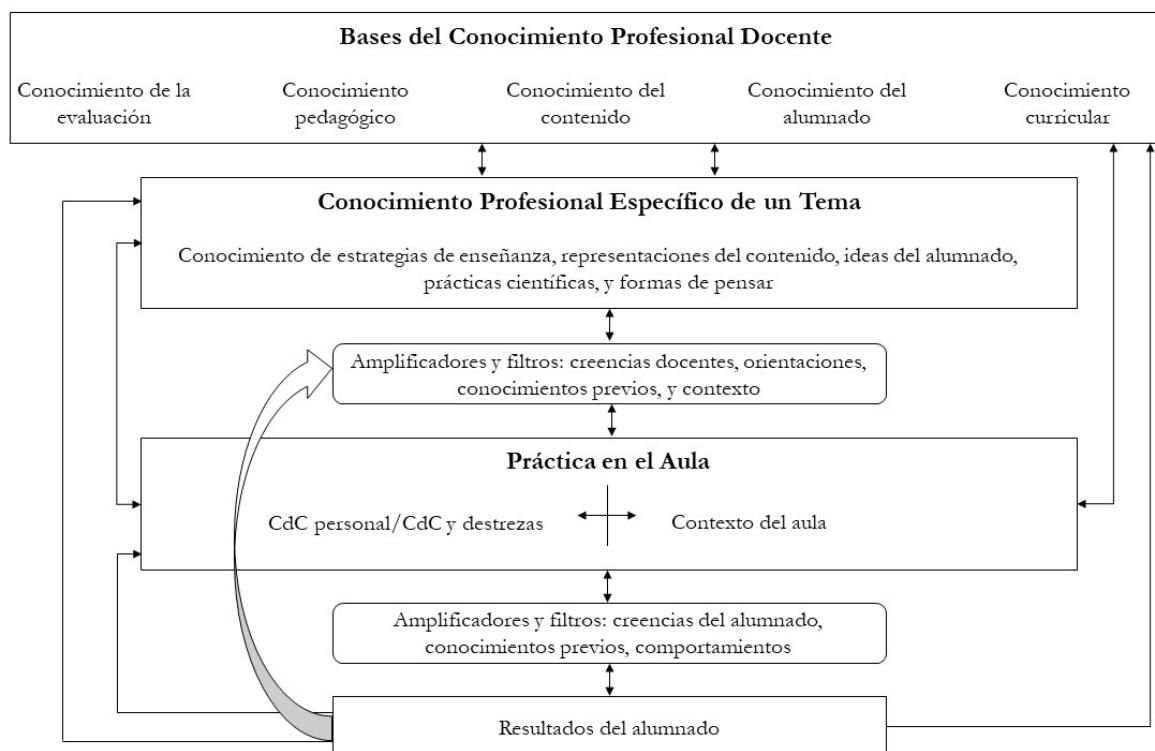 Bases del Conocimiento Profesional Docente
Conocimiento de la
evaluación
Conocimiento
pedagógico
Conocimiento del
contenido
Conocimiento del
alumnado
Conocimiento
curricular
Conocimiento Profesional Específico de un Tema
Conocimiento de estrategias de enseñanza, representaciones del contenido, ideas del alumnado,
prácticas científicas, y formas de pensar
Amplificadores y filtros: creencias docentes, orientaciones,
conocimientos previos, y contexto
Práctica en el Aula
CdC personal/CdC y destrezas
Contexto del aula
Amplificadores y filtros: creencias del alumnado,
conocimientos previos, comportamientos
Resultados del alumnado